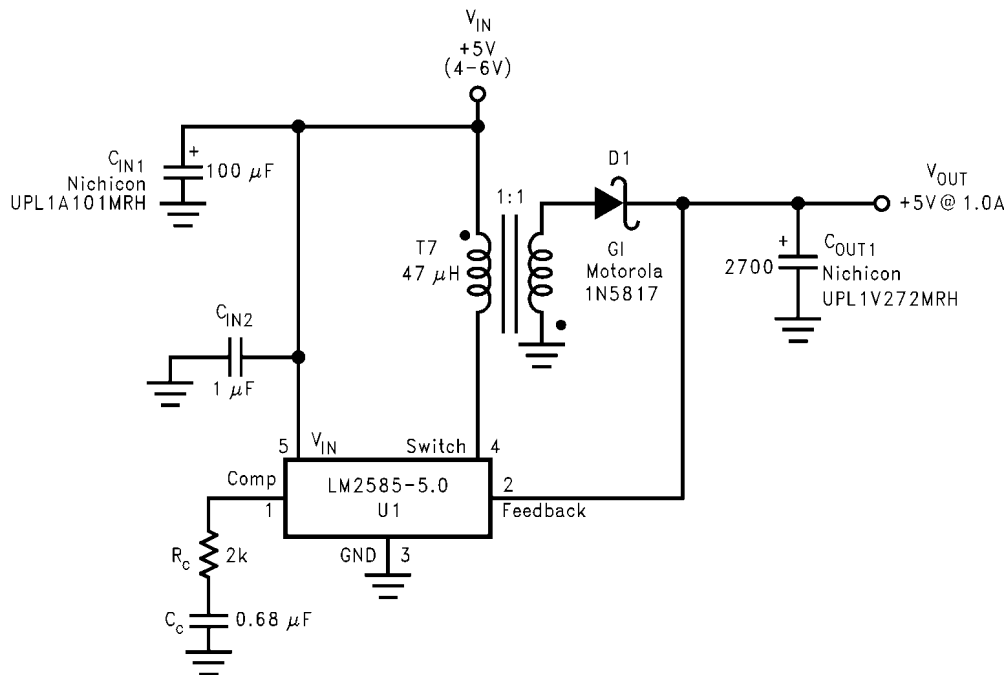 V_IN
+5V
(4-6V)
C_IN1
Nichicon
UPL1A101MRH
+
100 μF
D1
1:1
V_OUT
+5V @ 1.0A
T7
47 μH
GI
Motorola
1N5817
+
2700
C_OUT1
Nichicon
UPL1V272MRH
C_IN2
1 μF
5
V_IN
Switch
4
Comp
1
LM2585-5.0
U1
2
Feedback
GND
3
R_c
2k
C_c
0.68 μF